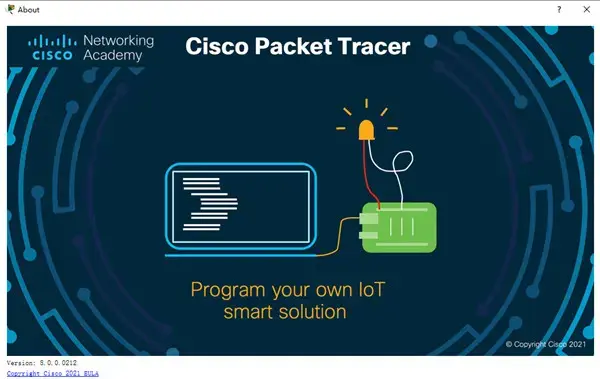 About
Networking
Academy
CISCO
Cisco Packet Tracer
Program your own IoT
smart solution
© Copyright Cisco 2021
Version: 8.0.0.0212
Copyright Cisco 2021 EULA